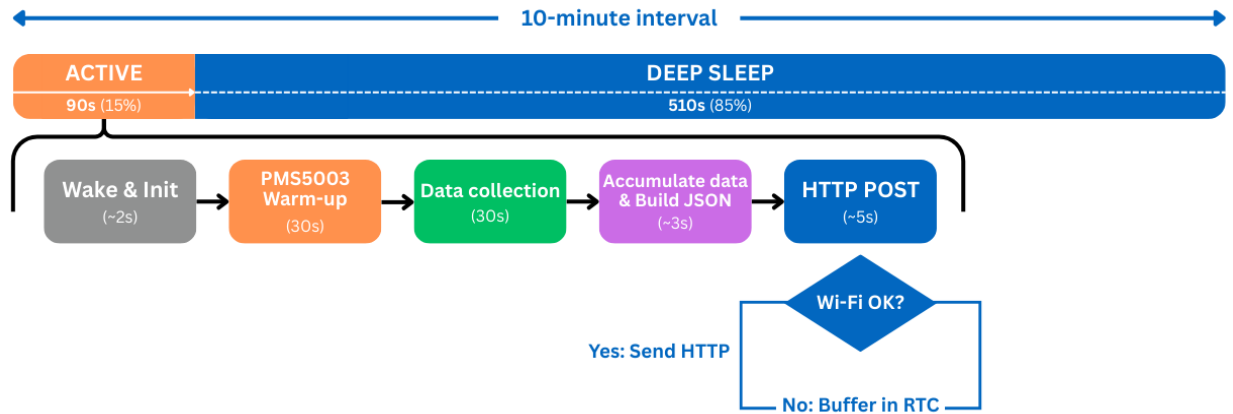 10-minute interval
ACTIVE
90s (15%)
DEEP SLEEP
510s (85%)
Wake & Init
(~2s)
PMS5003
Warm-up
(30s)
Data collection
(30s)
Accumulate data
& Build JSON
(~3s)
HTTP POST
(~5s)
Wi-Fi OK?
Yes: Send HTTP
No: Buffer in RTC